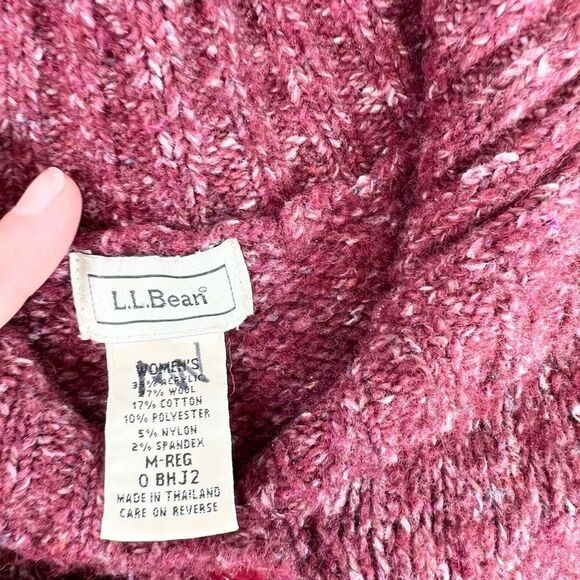 L.L.Bean®
WOMEN'S
ACRYLIC
WOOL
17% COTTON
10% POLYESTER
5% NYLON
2% SPANDEX
M-REG
0 BHJ2
MADE IN THAILAND
CARE ON REVERSE